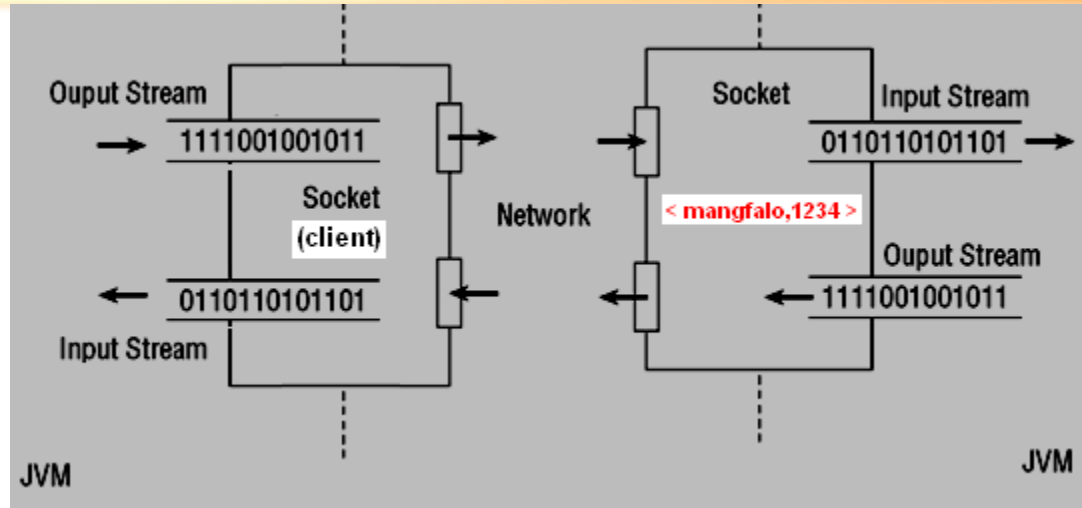 Ouput Stream
1111001001011
Socket
(client)
0110110101101
Input Stream
JVM
Network
Socket
Input Stream
0110110101101
< mangfalo,1234 >
Ouput Stream
1111001001011
JVM